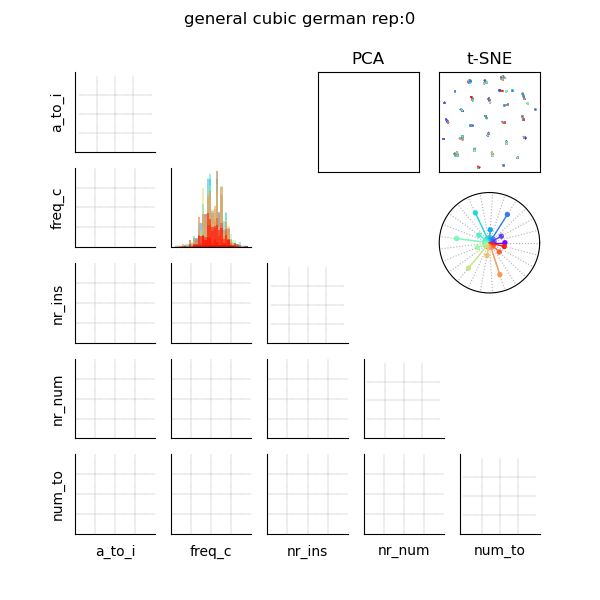 general cubic german rep:0
PCA
t-SNE
a_to_i
freq_c
nr_ins
nr_num
num_to
a_to_i
freq_c
nr_ins
nr_num
num_to